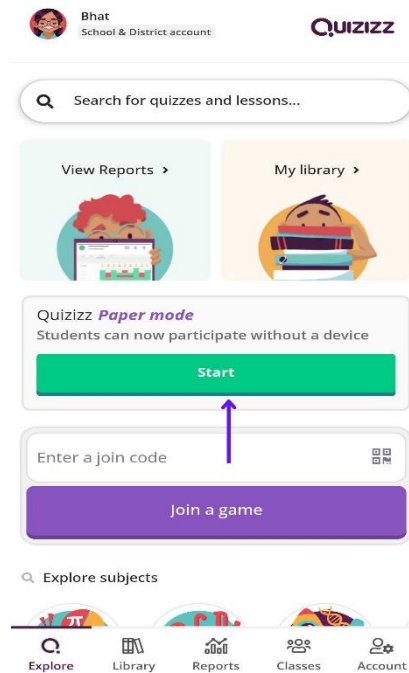 Bhat
School & District account
QUIZIZZ
Search for quizzes and lessons...
View Reports >
My library >
Quizizz Paper mode
Students can now participate without a device
Start
Enter a join code
Join a game
Explore subjects
Explore
Library
Reports
Classes
Account